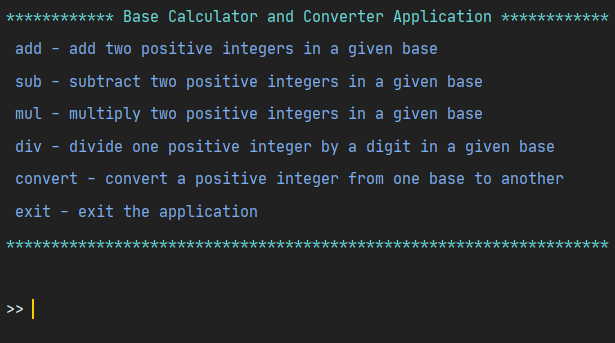 ************ Base Calculator and Converter Application ************
add - add two positive integers in a given base
sub - subtract two positive integers in a given base
mul - multiply two positive integers in a given base
div - divide one positive integer by a digit in a given base
convert - convert a positive integer from one base to another
exit - exit the application
*******************************************************************
>>